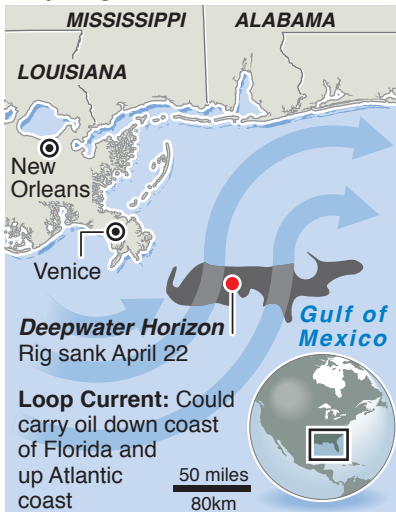 MISSISSIPPI
ALABAMA
LOUISIANA
New
Orleans
Venice
Deepwater Horizon
Rig sank April 22
Gulf of
Mexico
Loop Current: Could
carry oil down coast
of Florida and
up Atlantic
coast
50 miles
80km